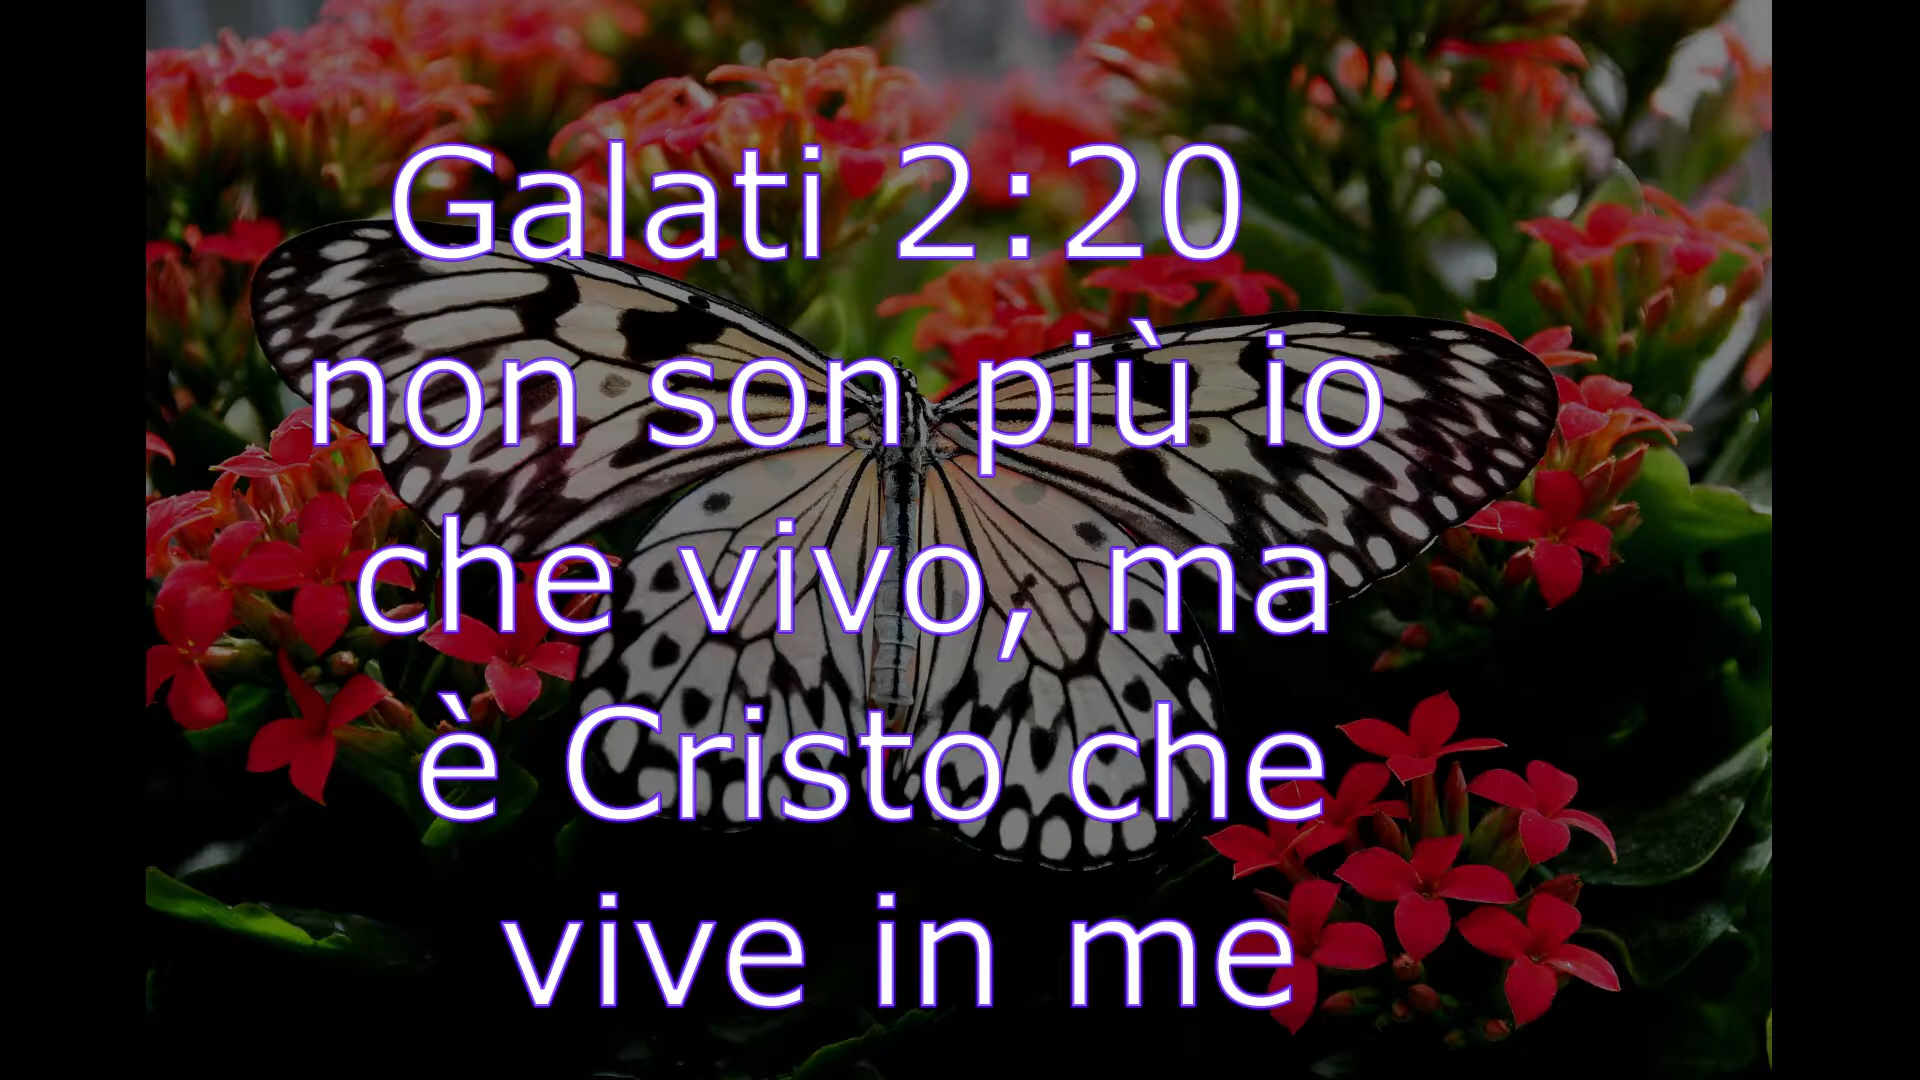 Galati 2:20
non son più io
che vivo, ma
è Cristo che
vive in me